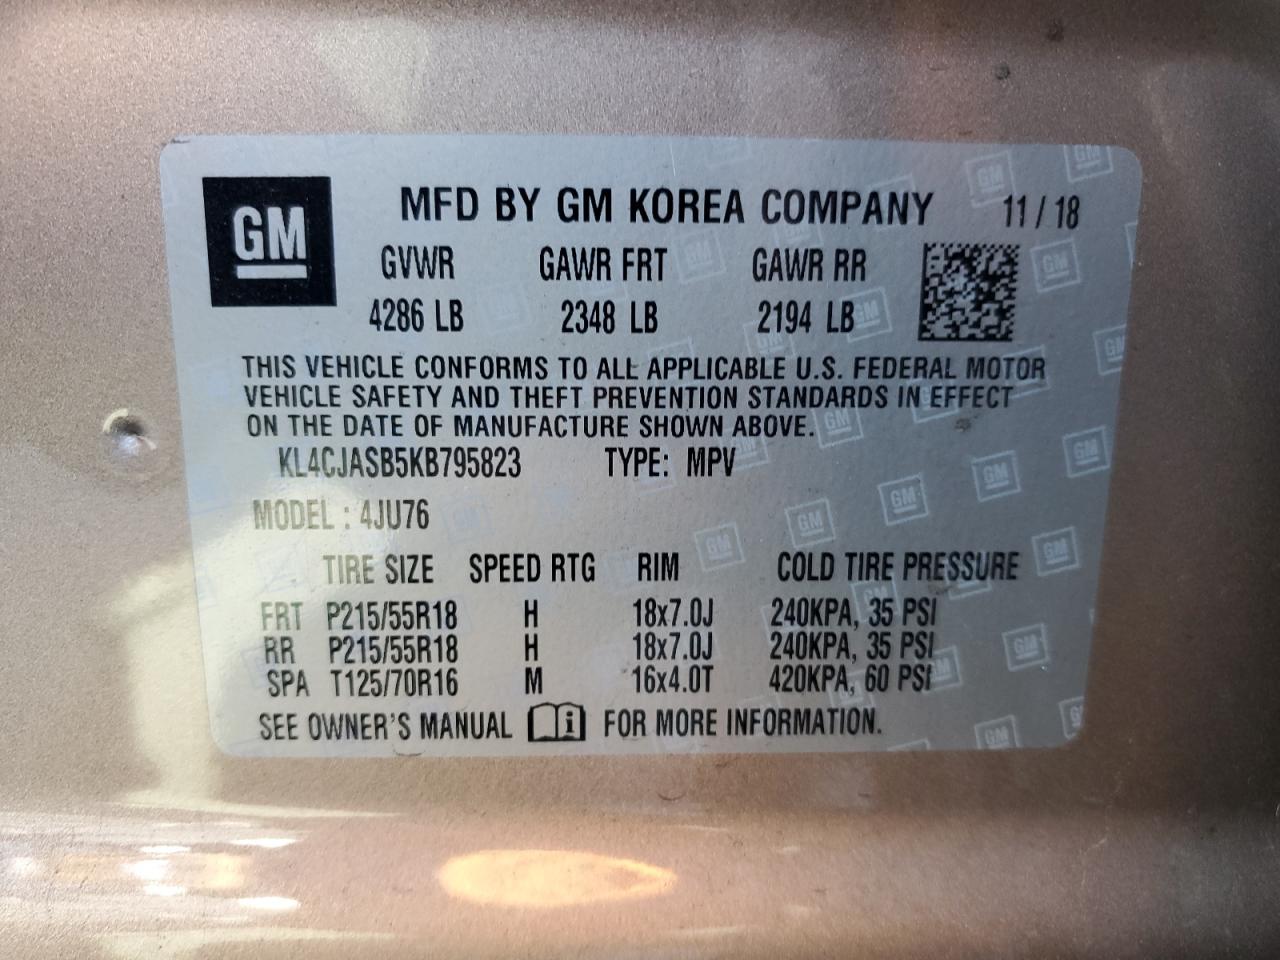 GM MFD BY GM KOREA COMPANY 11 / 18
GVWR GAWR FRT GAWR RR
4286 LB 2348 LB 2194 LB
THIS VEHICLE CONFORMS TO ALL APPLICABLE U.S. FEDERAL MOTOR
VEHICLE SAFETY AND THEFT PREVENTION STANDARDS IN EFFECT
ON THE DATE OF MANUFACTURE SHOWN ABOVE.
KL4CJASB5KB795823 TYPE: MPV
MODEL : 4JU76
TIRE SIZE SPEED RTG RIM COLD TIRE PRESSURE
FRT P215/55R18 H 18x7.0J 240KPA, 35 PSI
RR P215/55R18 H 18x7.0J 240KPA, 35 PSI
SPA T125/70R16 M 16x4.0T 420KPA, 60 PSI
SEE OWNER'S MANUAL i FOR MORE INFORMATION.